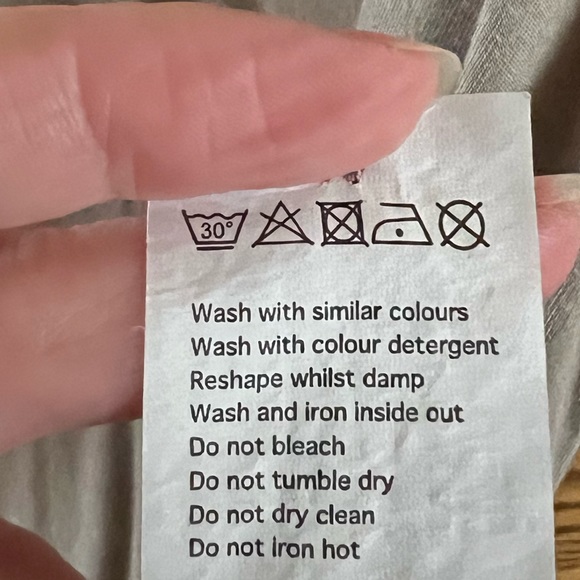 30°
Wash with similar colours
Wash with colour detergent
Reshape whilst damp
Wash and iron inside out
Do not bleach
Do not tumble dry
Do not dry clean
Do not iron hot